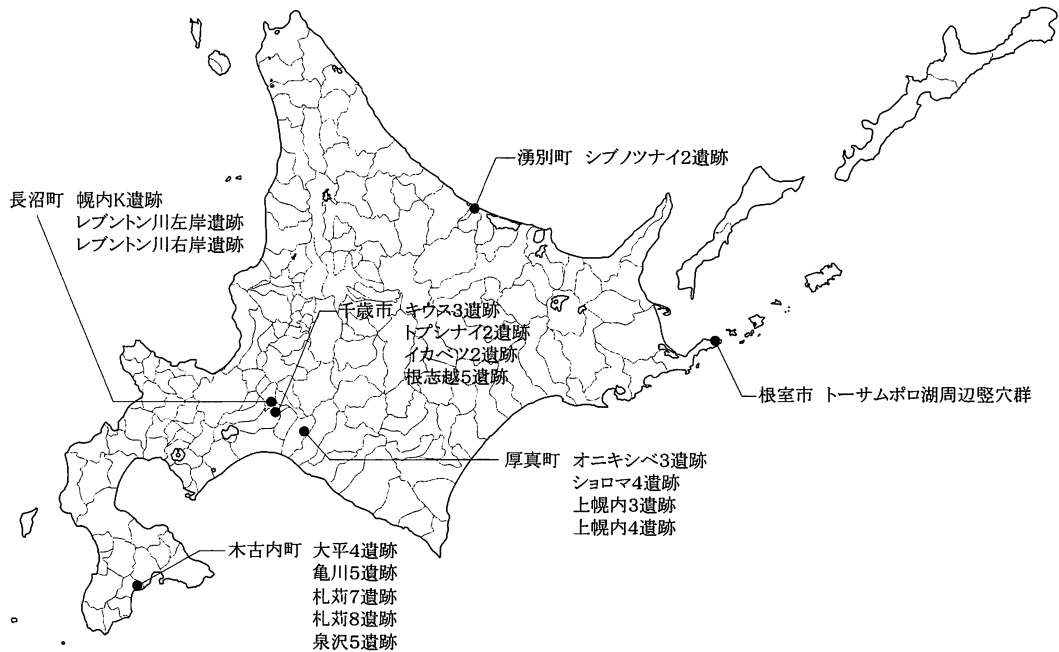 湧別町 シブノツナイ2遺跡
長沼町 幌内K遺跡
レブントン川左岸遺跡
レブントン川右岸遺跡
千歳市 キウス3遺跡
トプシナイ2遺跡
イカベツ2遺跡
根志越5遺跡
根室市 トーサムポロ湖周辺竪穴群
厚真町 オニキシベ3遺跡
ショロマ4遺跡
上幌内3遺跡
上幌内4遺跡
木古内町 大平4遺跡
亀川5遺跡
札苅7遺跡
札苅8遺跡
泉沢5遺跡